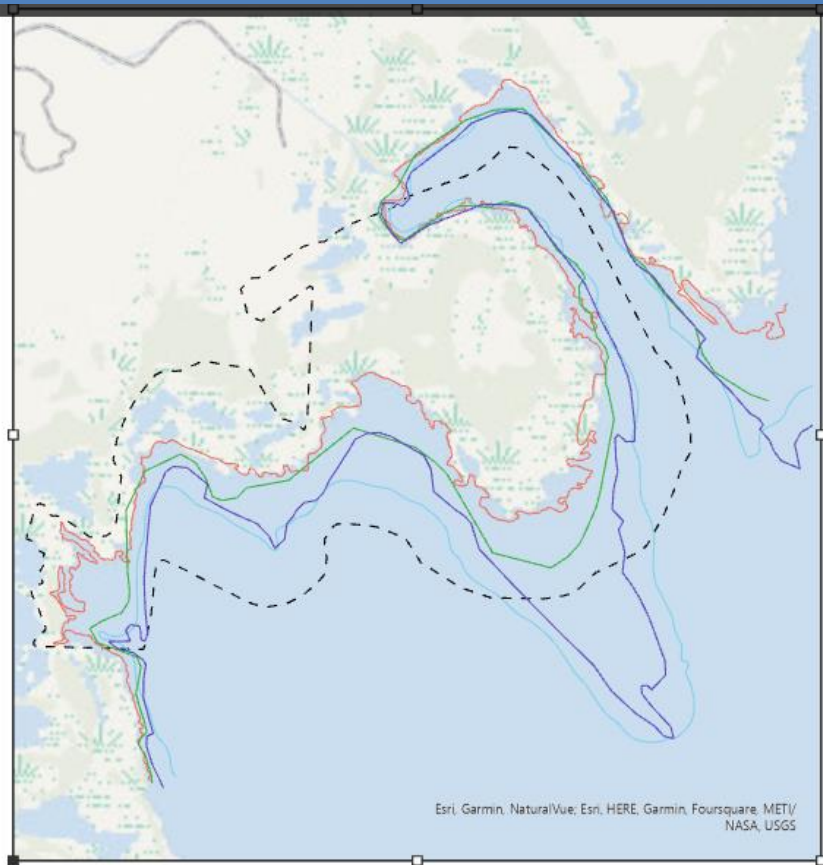 Esri, Garmin, NaturalVue; Esri, HERE, Garmin, Foursquare, METI/
NASA, USGS